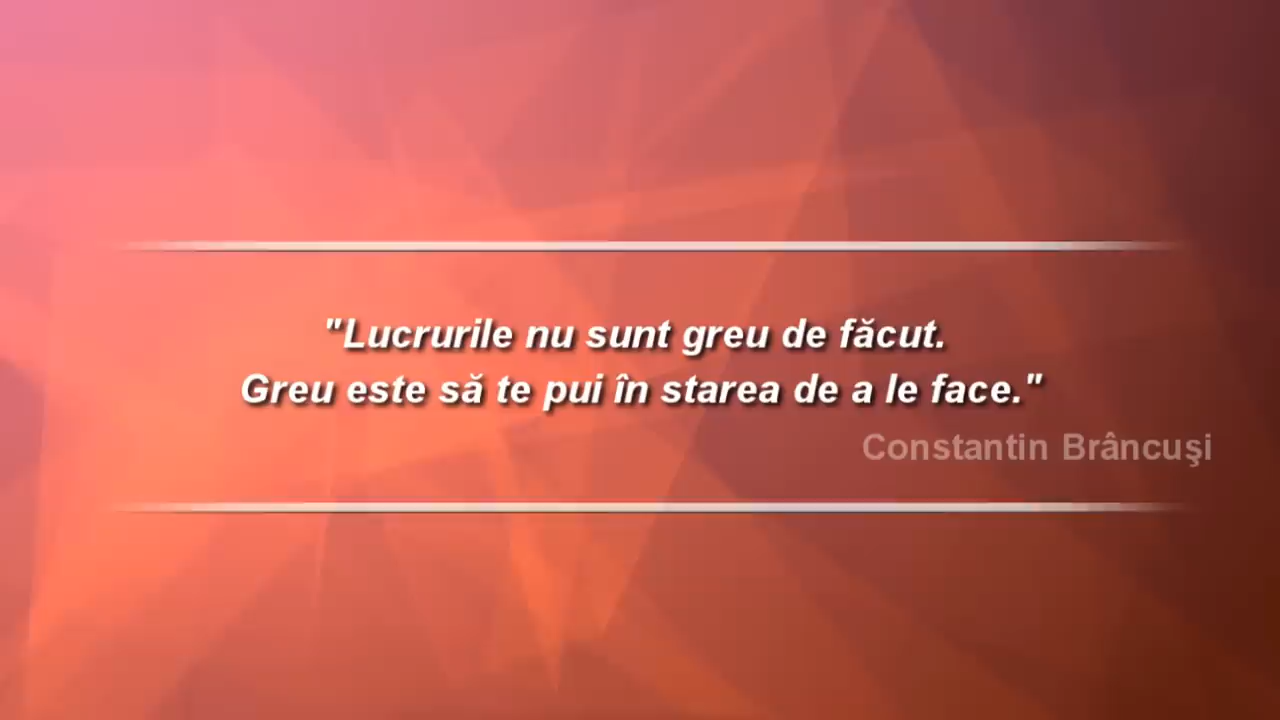 "Lucrurile nu sunt greu de făcut.
Greu este să te pui în starea de a le face."
Constantin Brâncuşi